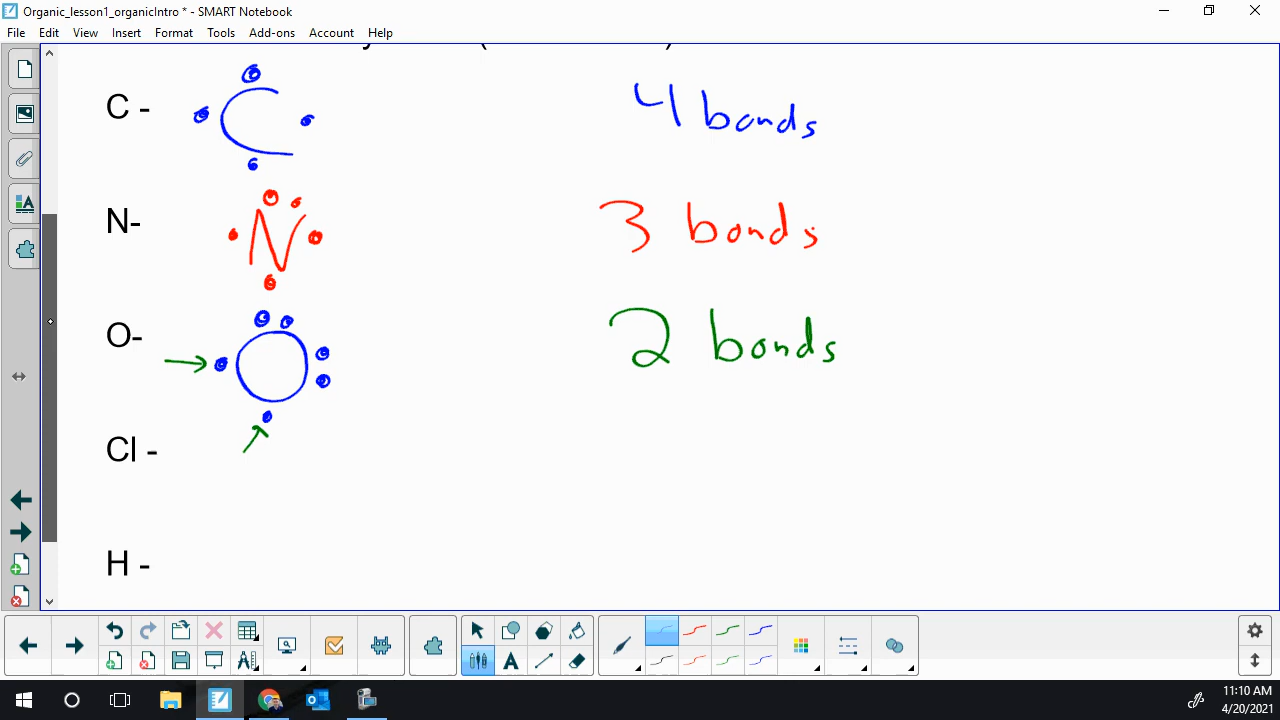 Organic_lesson1_organicIntro * - SMART Notebook
File Edit View Insert Format Tools Add-ons Account Help
C - C 4 bonds
N- N 3 bonds
O- O 2 bonds
Cl -
H -
11:10 AM
4/20/2021